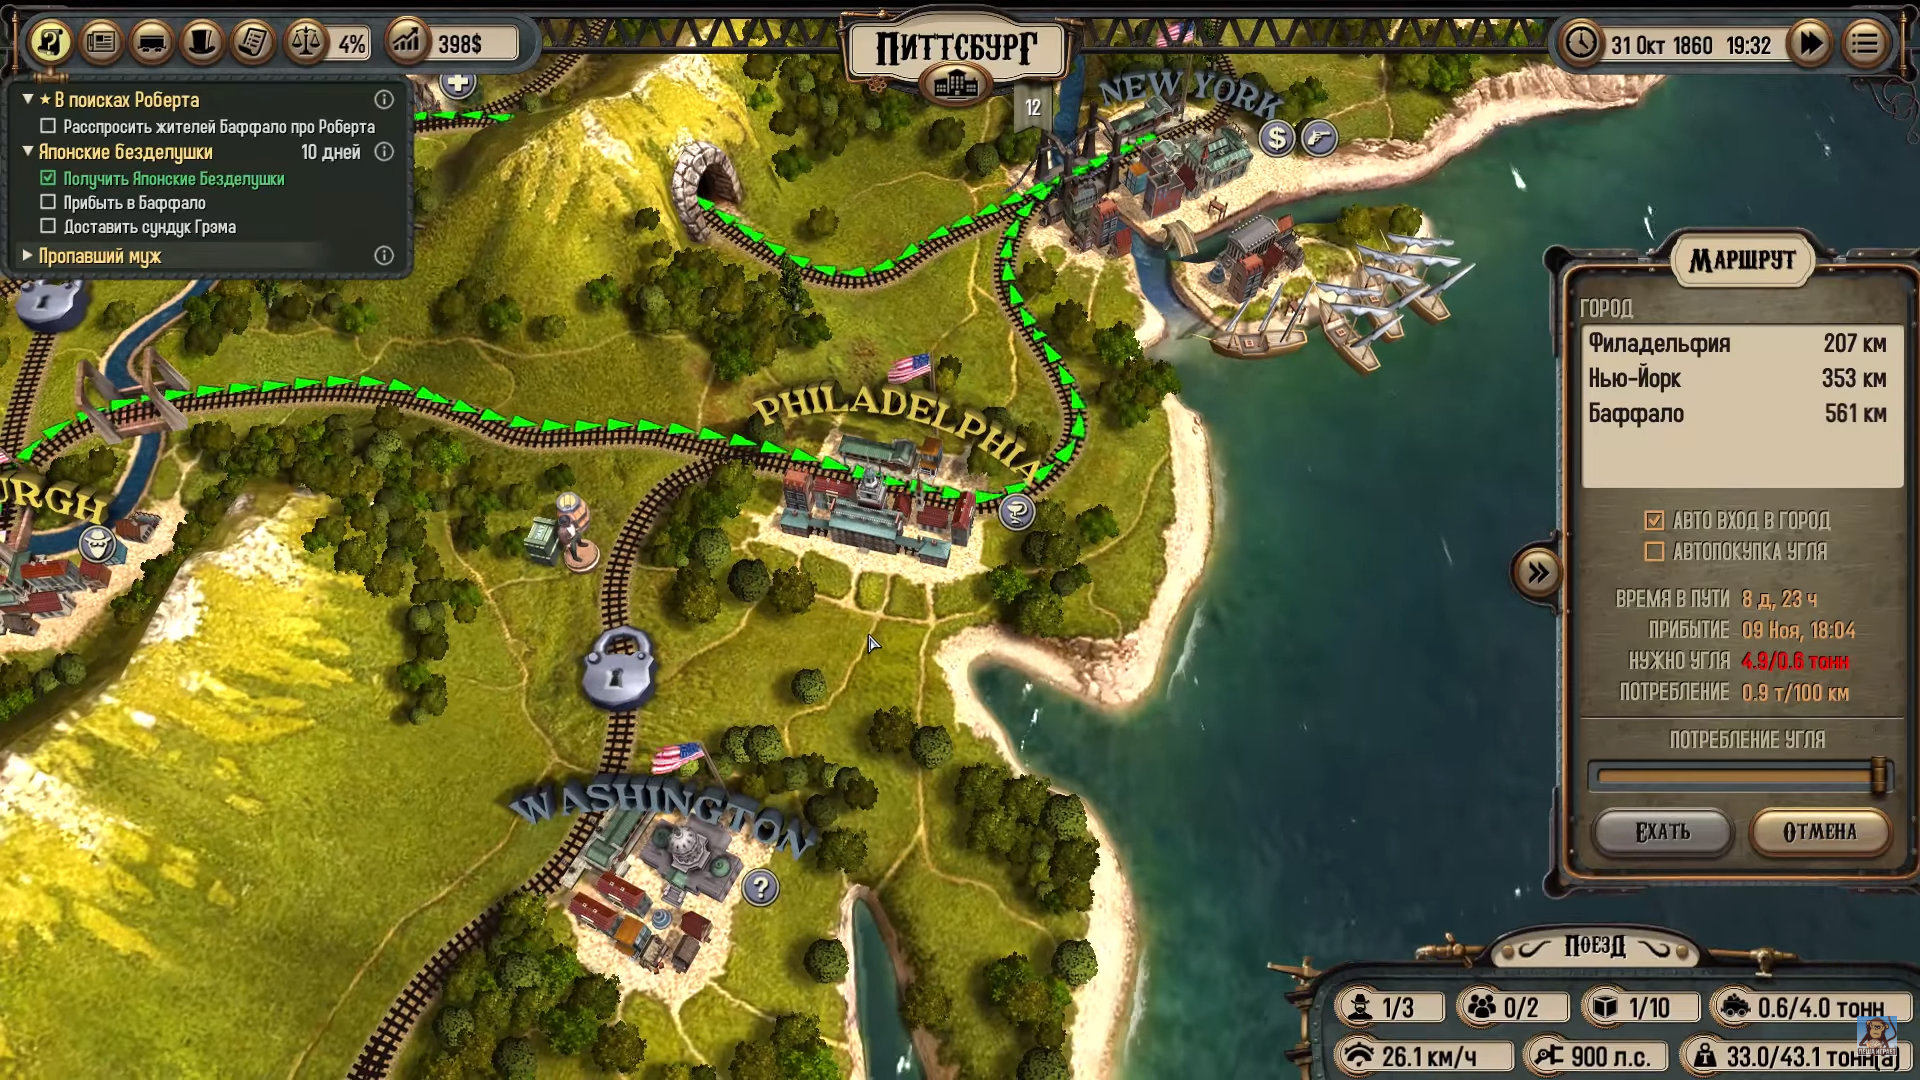 4%
398$
Питтсбург
31 Окт 1860 19:32
В поисках Роберта
Расспросить жителей Баффало про Роберта
Японские безделушки 10 дней
Получить Японские Безделушки
Прибыть в Баффало
Доставить сундук Грэма
Пропавший муж
12
NEW YORK
PHILADELPHIA
URGH
WASHINGTON
?
$
Маршрут
ГОРОД
Филадельфия 207 км
Нью-Йорк 353 км
Баффало 561 км
АВТО ВХОД В ГОРОД
АВТОПОКУПКА УГЛЯ
ВРЕМЯ В ПУТИ 8 д, 23 ч
ПРИБЫТИЕ 09 Ноя, 18:04
НУЖНО УГЛЯ 4.9/0.6 тонн
ПОТРЕБЛЕНИЕ 0.9 т/100 км
ПОТРЕБЛЕНИЕ УГЛЯ
Ехать
Отмена
Поезд
1/3 0/2 1/10 0.6/4.0 тонн
26.1 км/ч 900 л.с. 33.0/43.1 тонн(а)